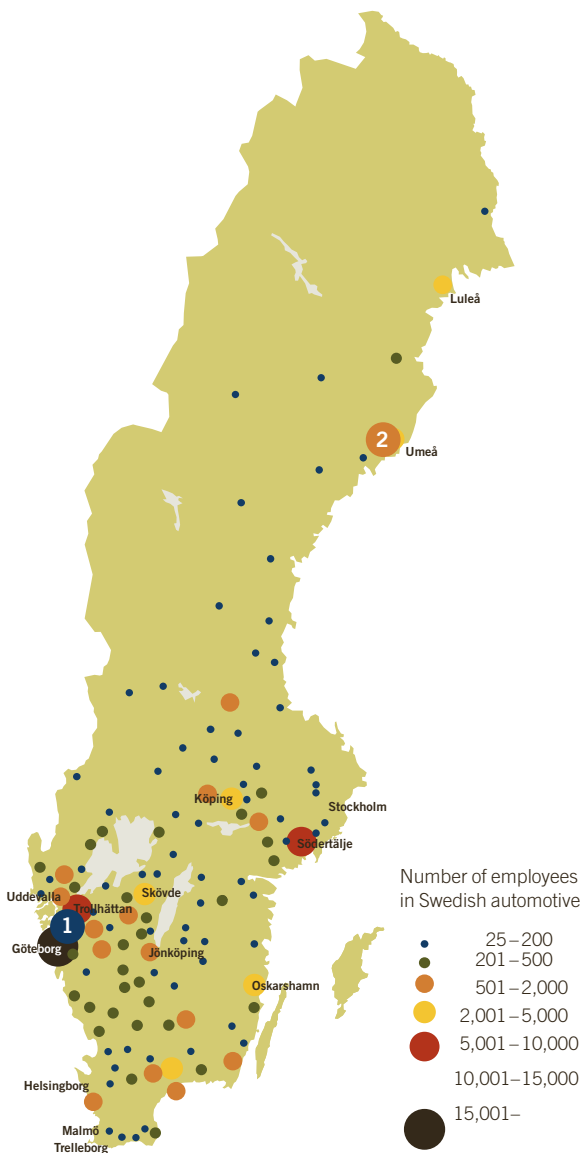 Luleå
2
Umeå
Köping
Stockholm
Södertälje
Number of employees
in Swedish automotive
Skövde
Uddevalla
Trollhättan
1
Göteborg
Jönköping
25–200
201–500
501–2,000
Oskarshamn
2,001–5,000
5,001–10,000
10,001–15,000
Helsingborg
15,001–
Malmö
Trelleborg